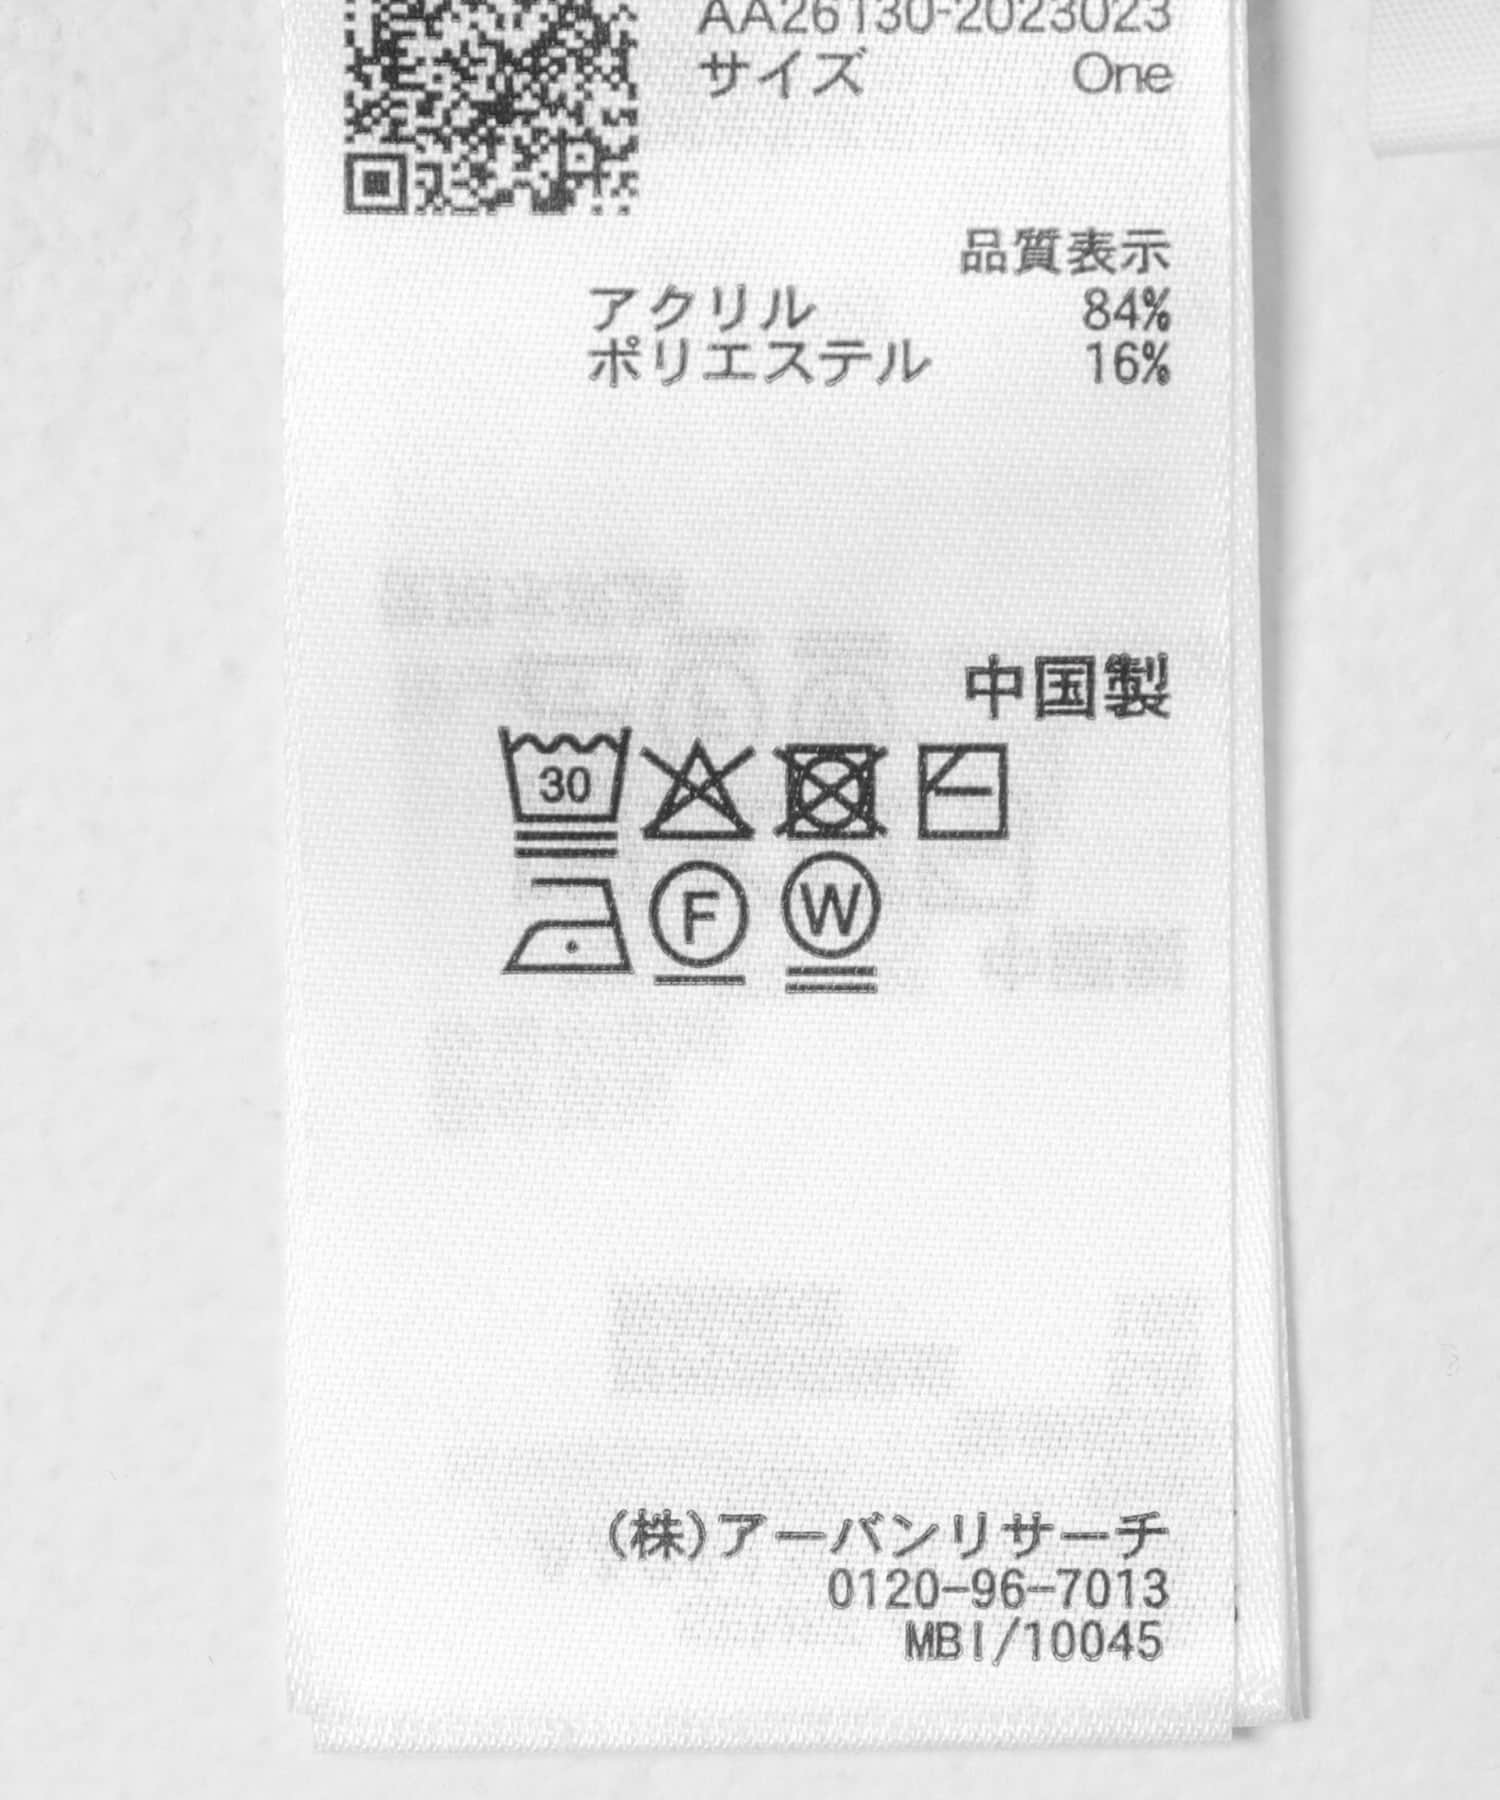 AA26130-2023023
サイズ One
品質表示
アクリル 84%
ポリエステル 16%
中国製
30
F W
(株)アーバンリサーチ
0120-96-7013
MBI/10045